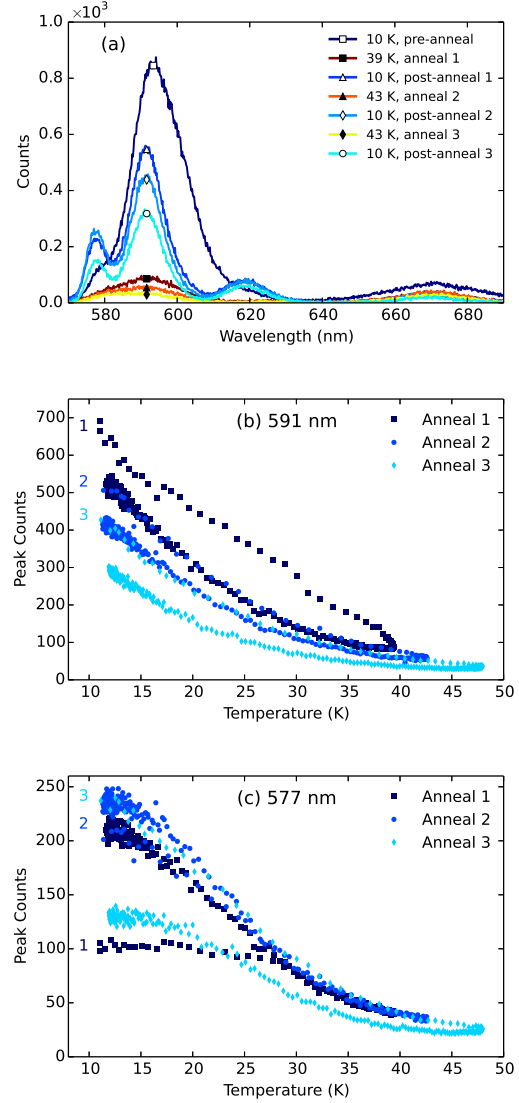 ×10³
(a)
10 K, pre-anneal
39 K, anneal 1
10 K, post-anneal 1
43 K, anneal 2
10 K, post-anneal 2
43 K, anneal 3
10 K, post-anneal 3
1.0
0.8
0.6
0.4
0.2
0.0
Counts
580 600 620 640 660 680
Wavelength (nm)
(b) 591 nm
Anneal 1
Anneal 2
Anneal 3
1
2
3
700
600
500
400
300
200
100
0
Peak Counts
10 15 20 25 30 35 40 45 50
Temperature (K)
(c) 577 nm
Anneal 1
Anneal 2
Anneal 3
3
2
1
250
200
150
100
50
0
Peak Counts
10 15 20 25 30 35 40 45 50
Temperature (K)